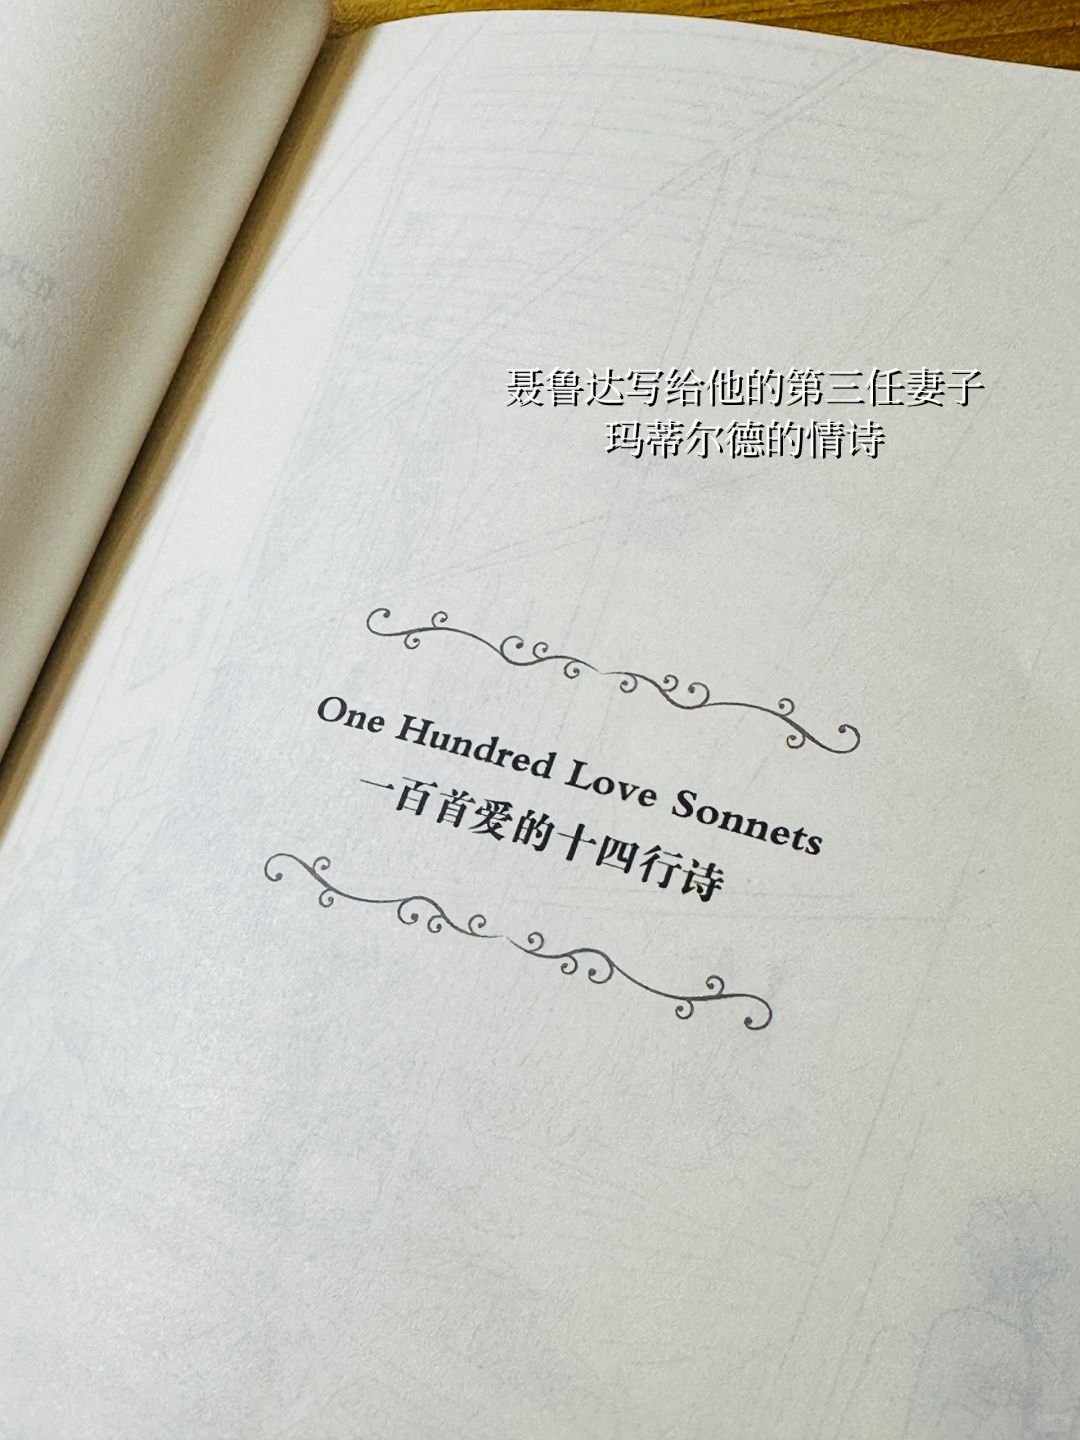 聂鲁达写给他的第三任妻子
玛蒂尔德的情诗
One Hundred Love Sonnets
一百首爱的十四行诗